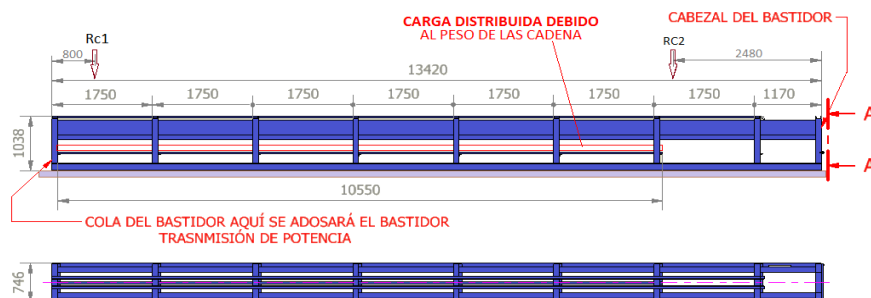 CARGA DISTRIBUIDA DEBIDO
AL PESO DE LAS CADENA
CABEZAL DEL BASTIDOR
Rc1
RC2
800
2480
13420
1750 1750 1750 1750 1750 1750 1750 1170
A
1038
A
10550
COLA DEL BASTIDOR AQUÍ SE ADOSARÁ EL BASTIDOR
TRASNMISIÓN DE POTENCIA
746